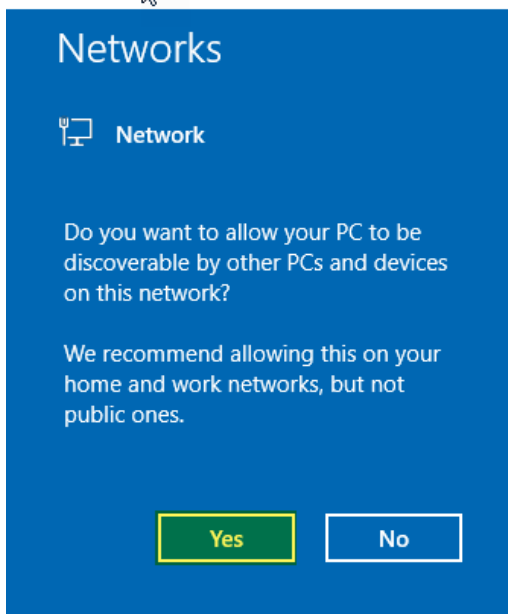 Networks
Network
Do you want to allow your PC to be
discoverable by other PCs and devices
on this network?
We recommend allowing this on your
home and work networks, but not
public ones.
Yes
No